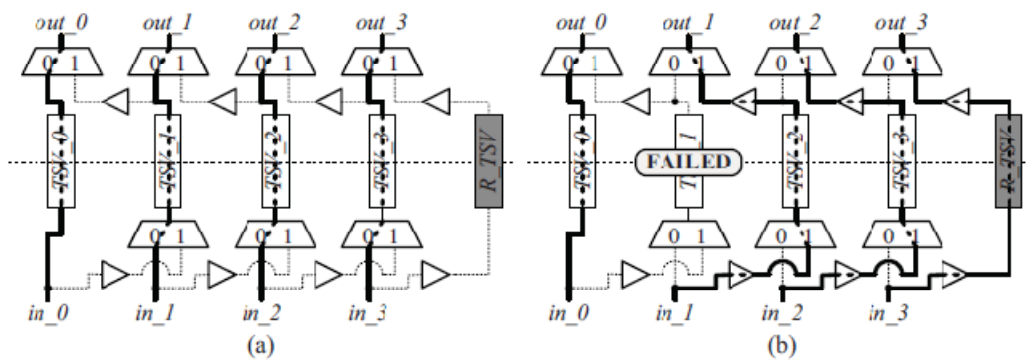 out_0 out_1 out_2 out_3 out_0 out_1 out_2 out_3
0 1 0 1 0 1 0 1 0 1 0 1 0 1 0 1
TSV_0 TSV_1 TSV_2 TSV_3 R_TSV TSV_0 FAILED TSV_2 TSV_3 R_TSV
0 1 0 1 0 1 0 1 0 1 0 1
in_0 in_1 in_2 in_3 in_0 in_1 in_2 in_3
(a) (b)